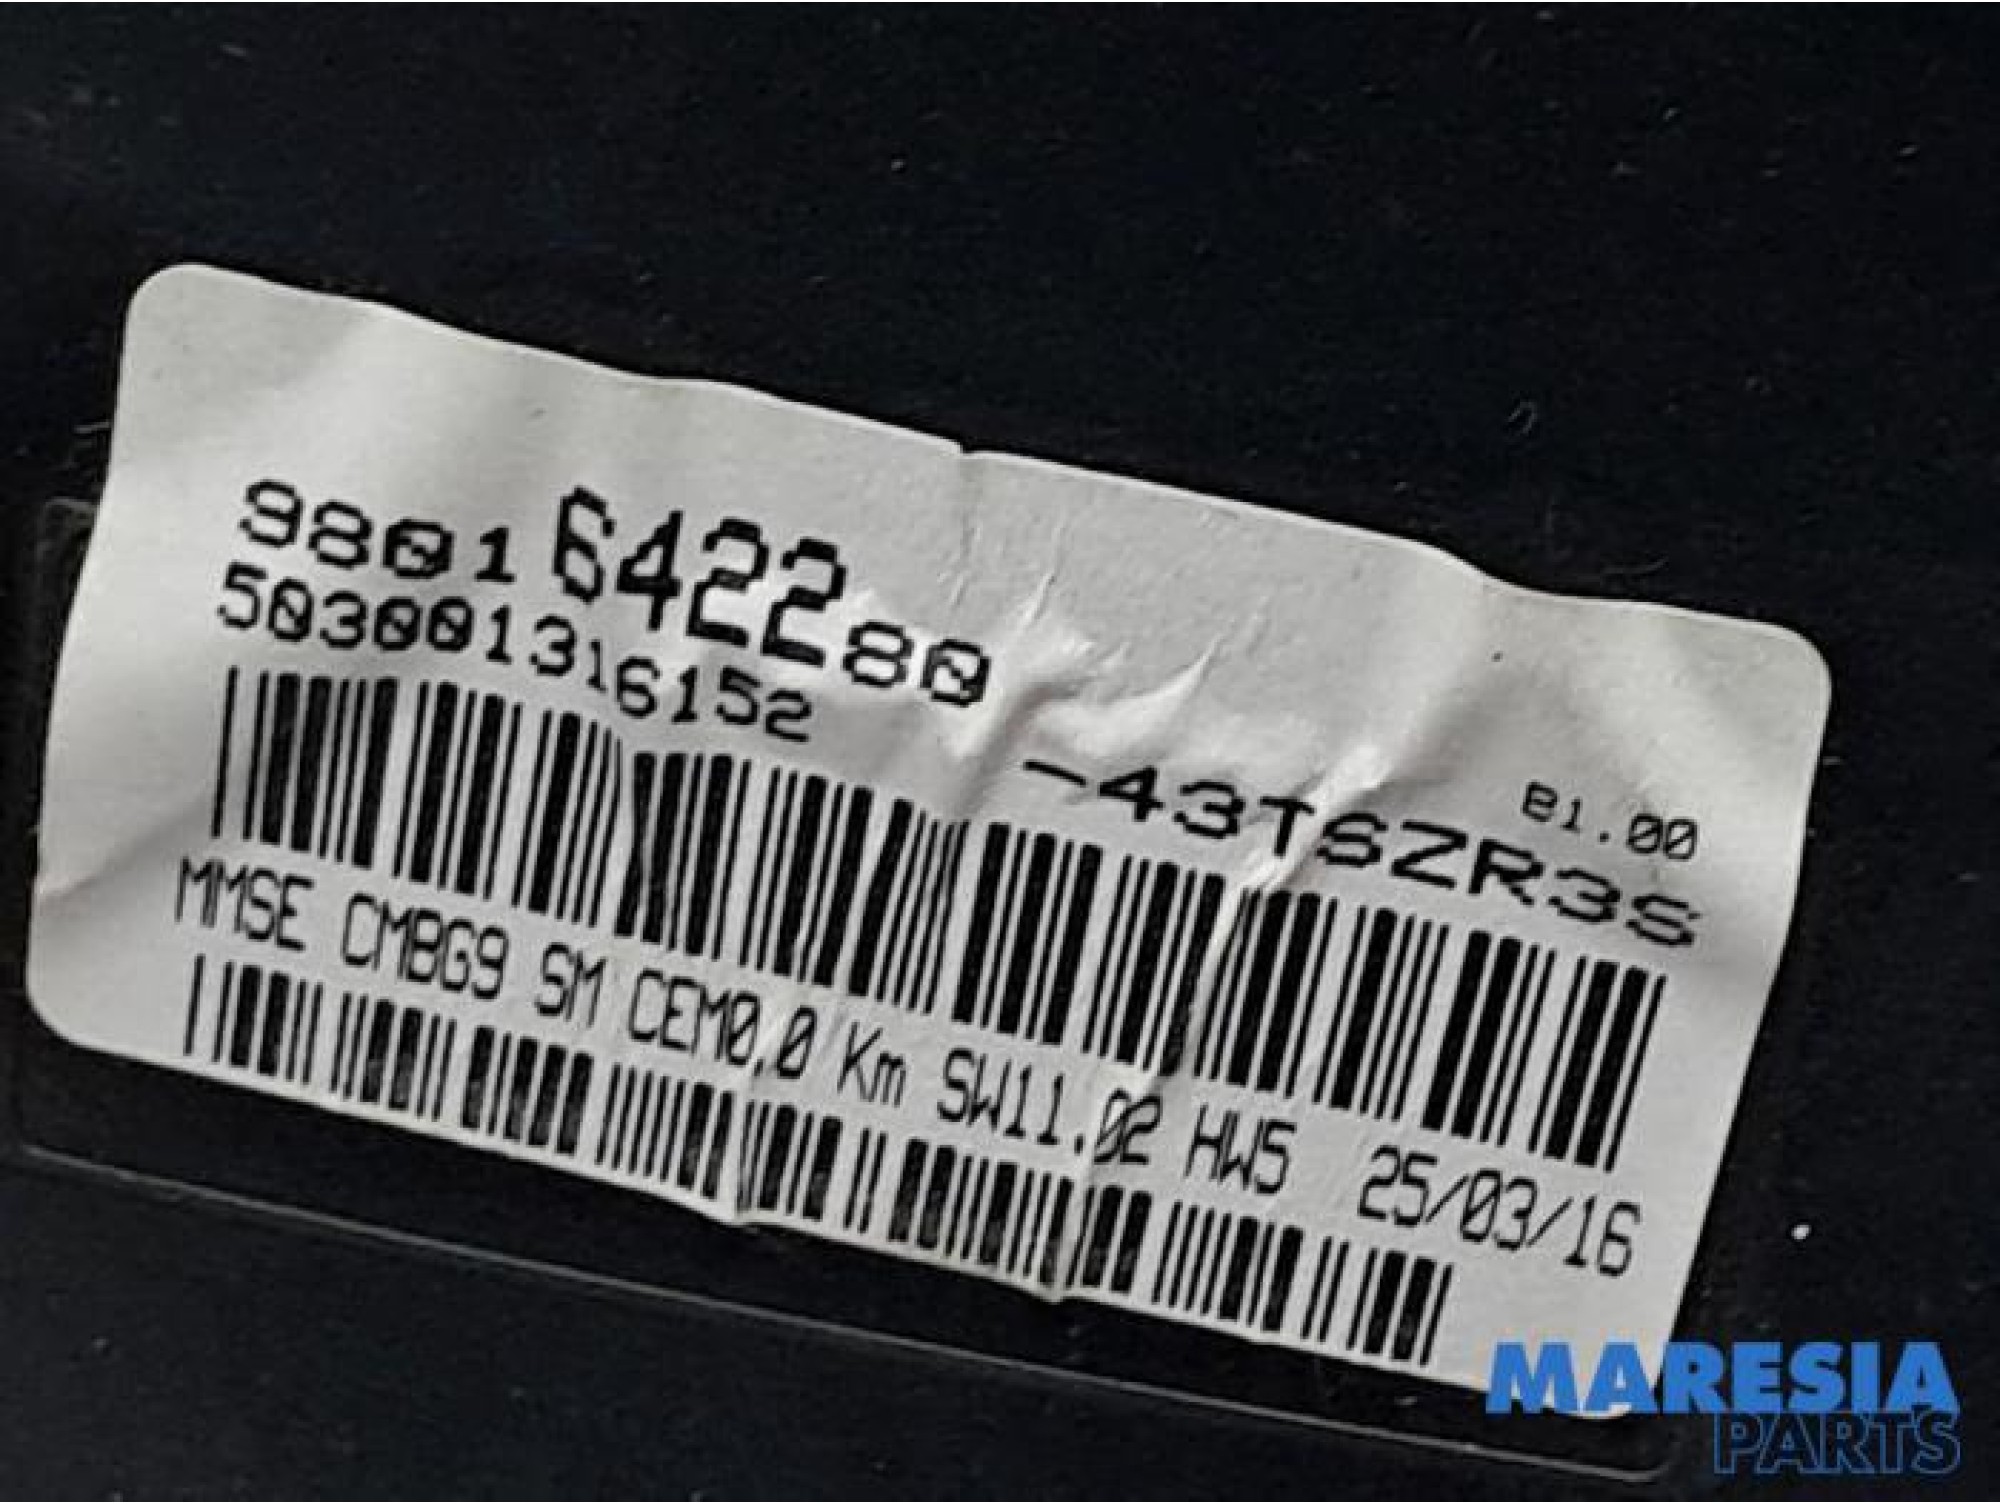 9801642280
503001316152
-43TSZR3S
B1.00
MMSE CMBG9 SM CEM0,0 Km SW11.02 HW5 25/03/16
MARESIA
PARTS